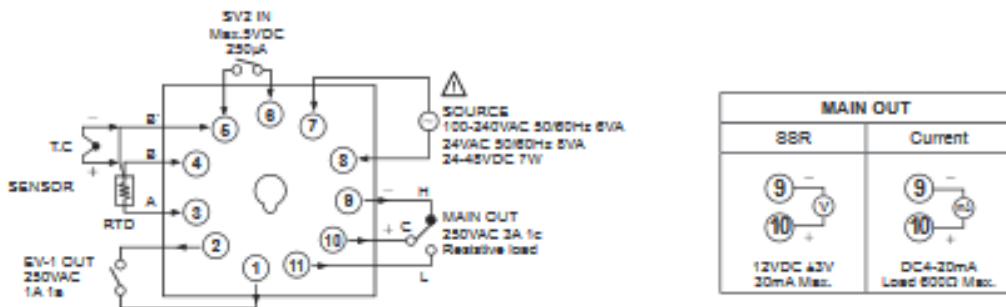 SV2 IN
Max.5VDC
250µA
SOURCE
100-240VAC 50/60Hz 6VA
24VAC 50/60Hz 8VA
24-48VDC 7W
T.C
−
+
SENSOR
RTD
B'
B
A
5
6
7
4
8
3
9
2
10
1
11
− H
+ C
L
MAIN OUT
250VAC 3A 1c
Resistive load
EV-1 OUT
250VAC
1A 1a
MAIN OUT
SSR
Current
9 −
V
10 +
12VDC ±3V
20mA Max.
9 −
mA
10 +
DC4-20mA
Load 600Ω Max.